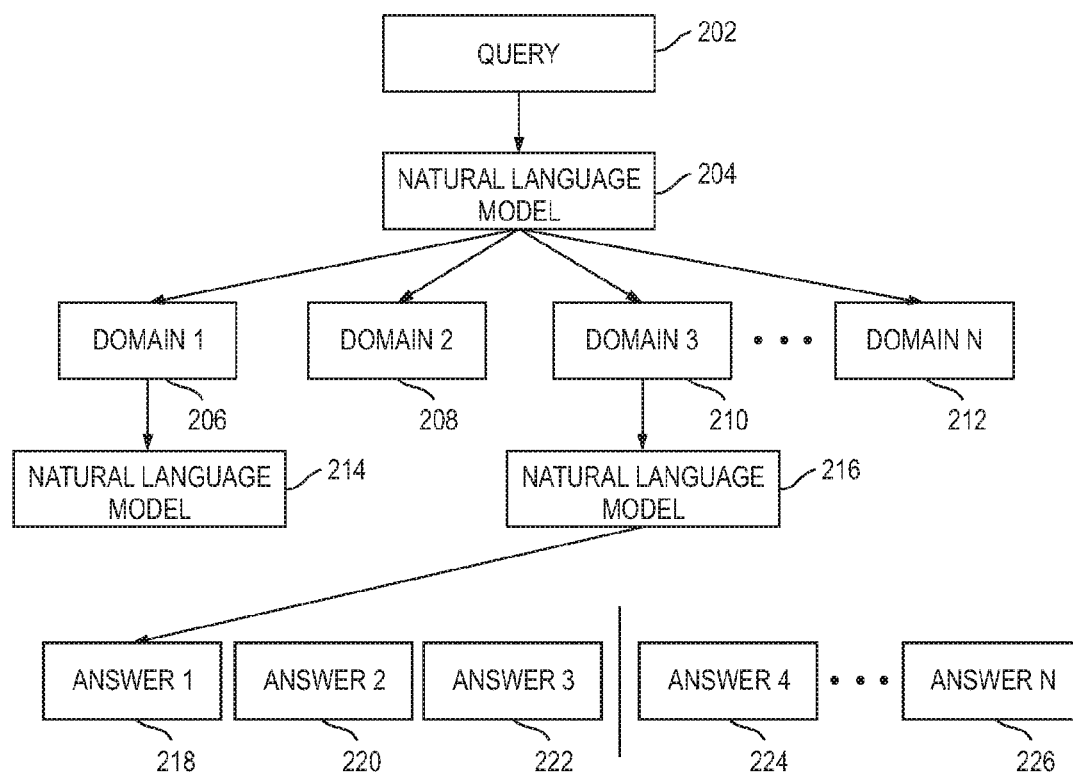 QUERY
202
NATURAL LANGUAGE
MODEL
204
DOMAIN 1
DOMAIN 2
DOMAIN 3
• • •
DOMAIN N
206
208
210
212
NATURAL LANGUAGE
MODEL
214
NATURAL LANGUAGE
MODEL
216
ANSWER 1
ANSWER 2
ANSWER 3
ANSWER 4
• • •
ANSWER N
218
220
222
224
226